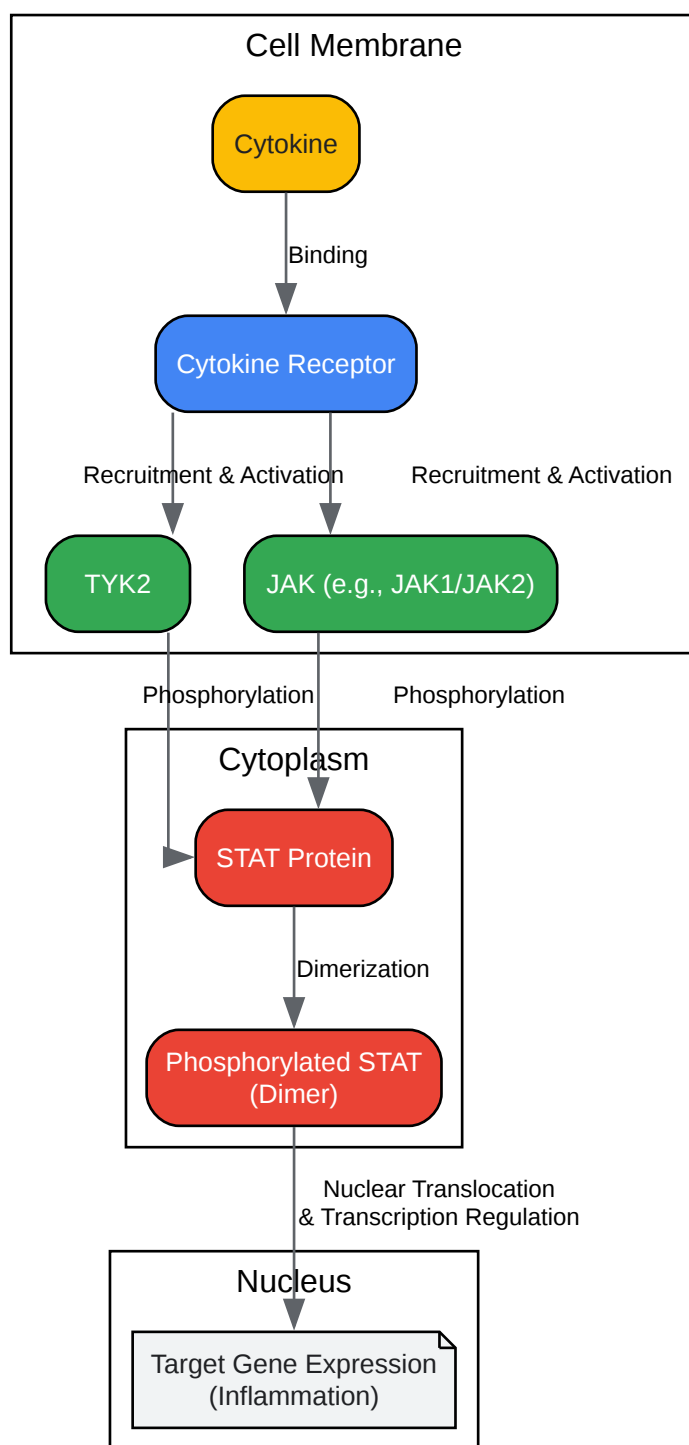 Cell Membrane
Cytokine
Binding
Cytokine Receptor
Recruitment & Activation
Recruitment & Activation
TYK2
JAK (e.g., JAK1/JAK2)
Phosphorylation
Phosphorylation
Cytoplasm
STAT Protein
Dimerization
Phosphorylated STAT
(Dimer)
Nuclear Translocation
& Transcription Regulation
Nucleus
Target Gene Expression
(Inflammation)